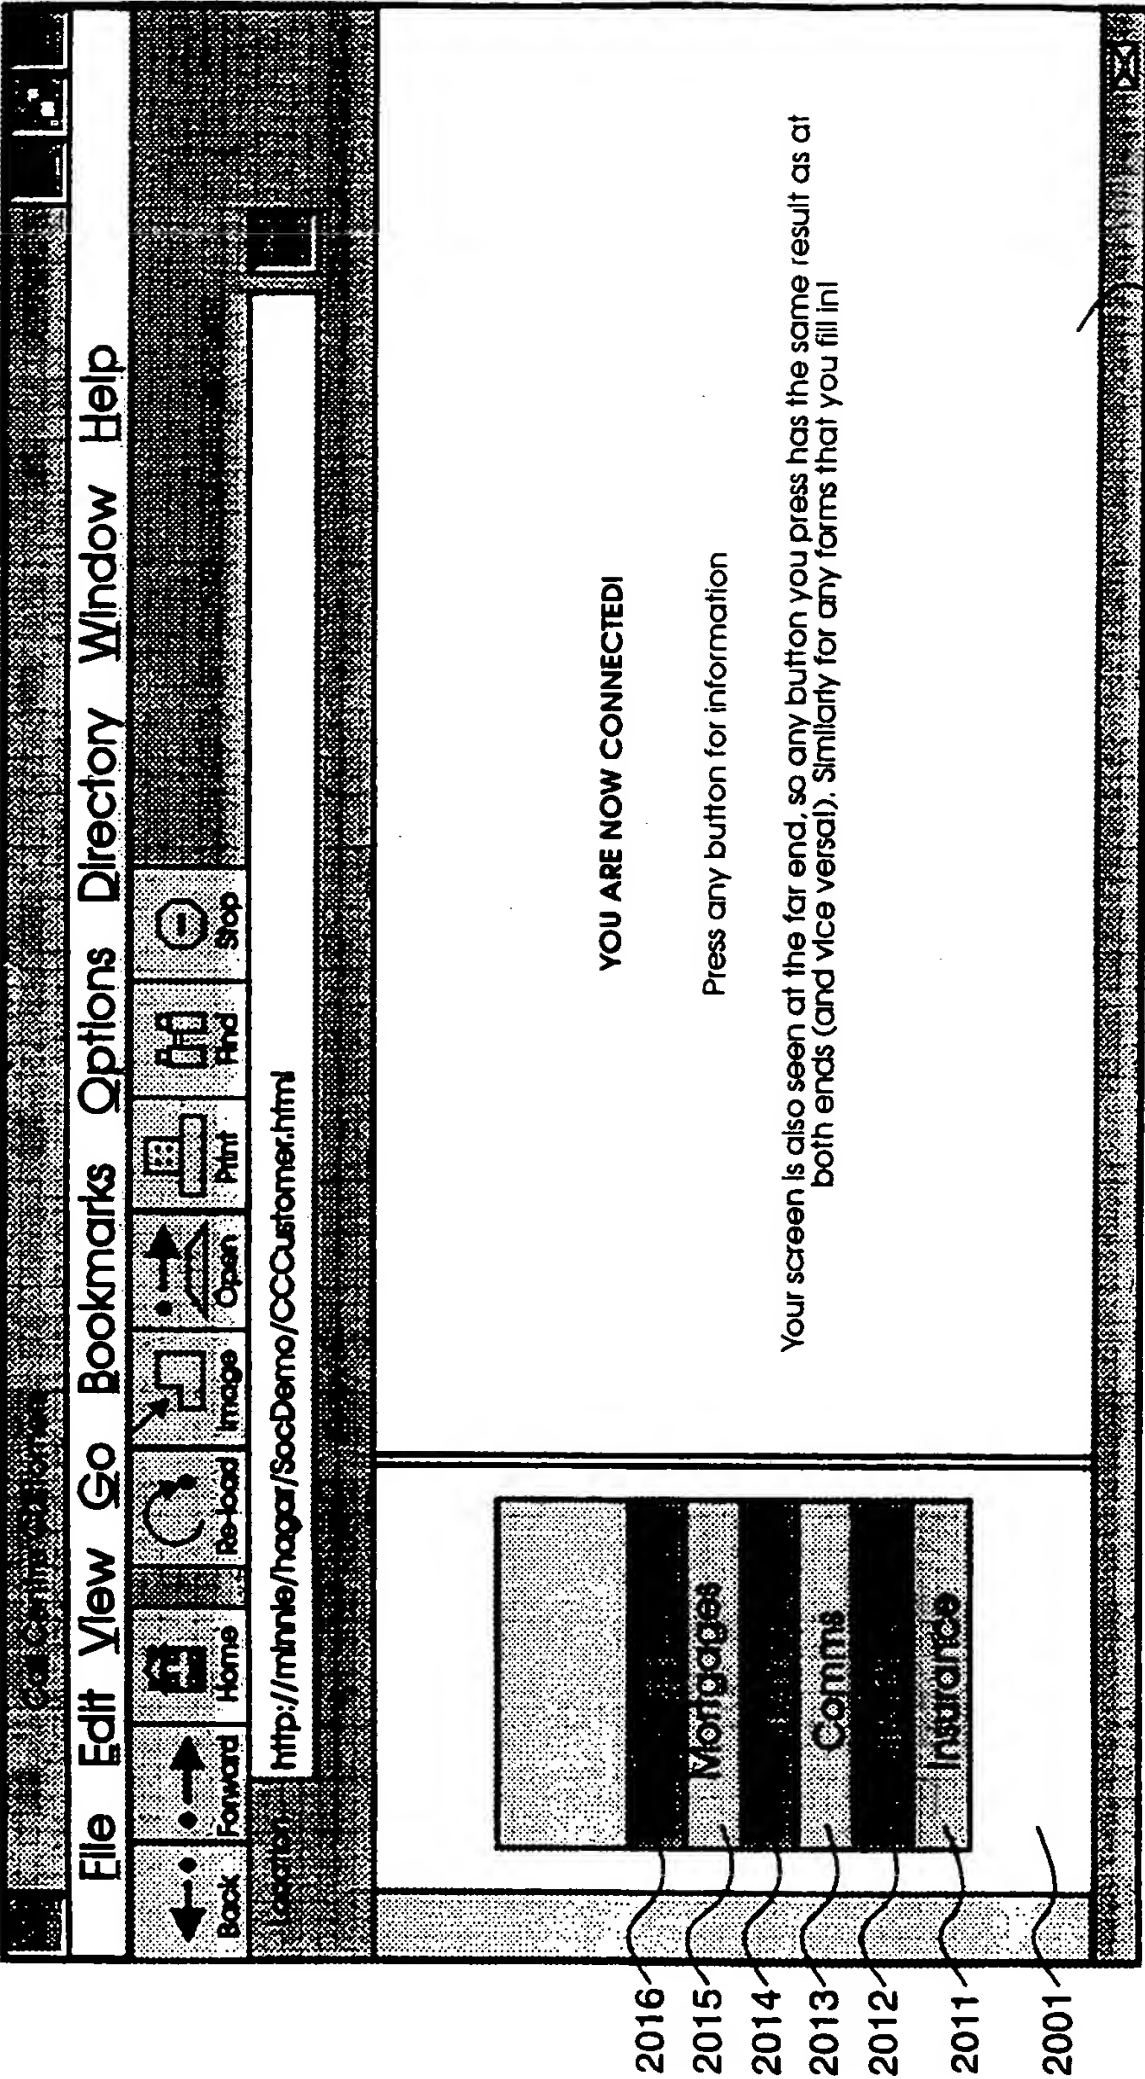 Call Centre Customer
File Edit View Go Bookmarks Options Directory Window Help
Back Forward Home Re-load Image Open Print Find Stop
Location
http://minnie/hagar/SocDemo/CCCustomer.html
2016
2015 Mortgages
2014
2013 Comms
2012
2011 Insurance
2001
YOU ARE NOW CONNECTED!
Press any button for information
Your screen is also seen at the far end, so any button you press has the same result as at
both ends (and vice versa!). Similarly for any forms that you fill in!